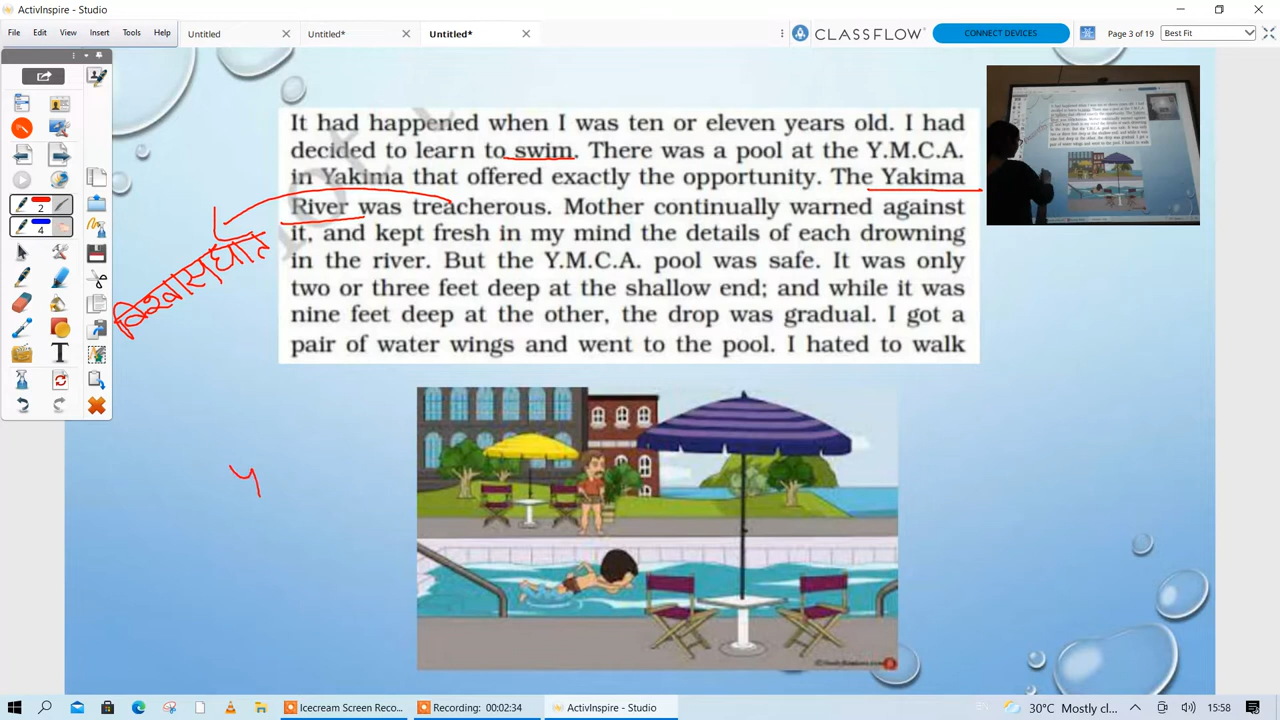 ActivInspire - Studio
File Edit View Insert Tools Help
Untitled
Untitled*
Untitled*
CLASSFLOW
CONNECT DEVICES
Page 3 of 19
Best Fit
2
4
It had happened when I was ten or eleven years old. I had
decided to learn to swim. There was a pool at the Y.M.C.A.
in Yakima that offered exactly the opportunity. The Yakima
River was treacherous. Mother continually warned against
it, and kept fresh in my mind the details of each drowning
in the river. But the Y.M.C.A. pool was safe. It was only
two or three feet deep at the shallow end; and while it was
nine feet deep at the other, the drop was gradual. I got a
pair of water wings and went to the pool. I hated to walk
विश्वासघात
y
Icecream Screen Reco...
Recording: 00:02:34
ActivInspire - Studio
30°C Mostly cl...
15:58